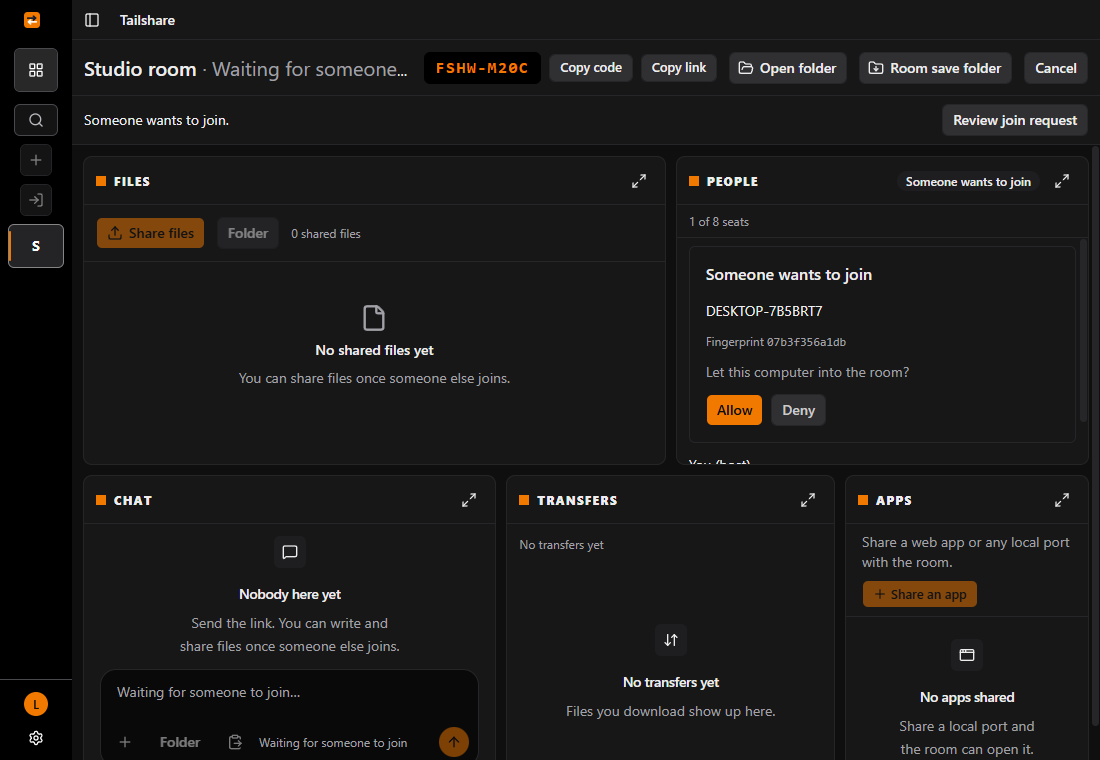 Tailshare
Studio room · Waiting for someone...
FSHW-M20C
Copy code
Copy link
Open folder
Room save folder
Cancel
Someone wants to join.
Review join request
S
L
FILES
Share files
Folder
0 shared files
No shared files yet
You can share files once someone else joins.
PEOPLE
Someone wants to join
1 of 8 seats
Someone wants to join
DESKTOP-7B5BRT7
Fingerprint 07b3f356a1db
Let this computer into the room?
Allow
Deny
You (host)
CHAT
Nobody here yet
Send the link. You can write and
share files once someone else joins.
Waiting for someone to join...
Folder
Waiting for someone to join
TRANSFERS
No transfers yet
No transfers yet
Files you download show up here.
APPS
Share a web app or any local port
with the room.
Share an app
No apps shared
Share a local port and
the room can open it.